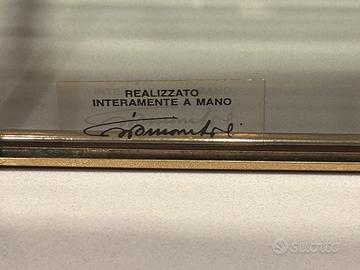 REALIZZATO
INTERAMENTE A MANO
subito